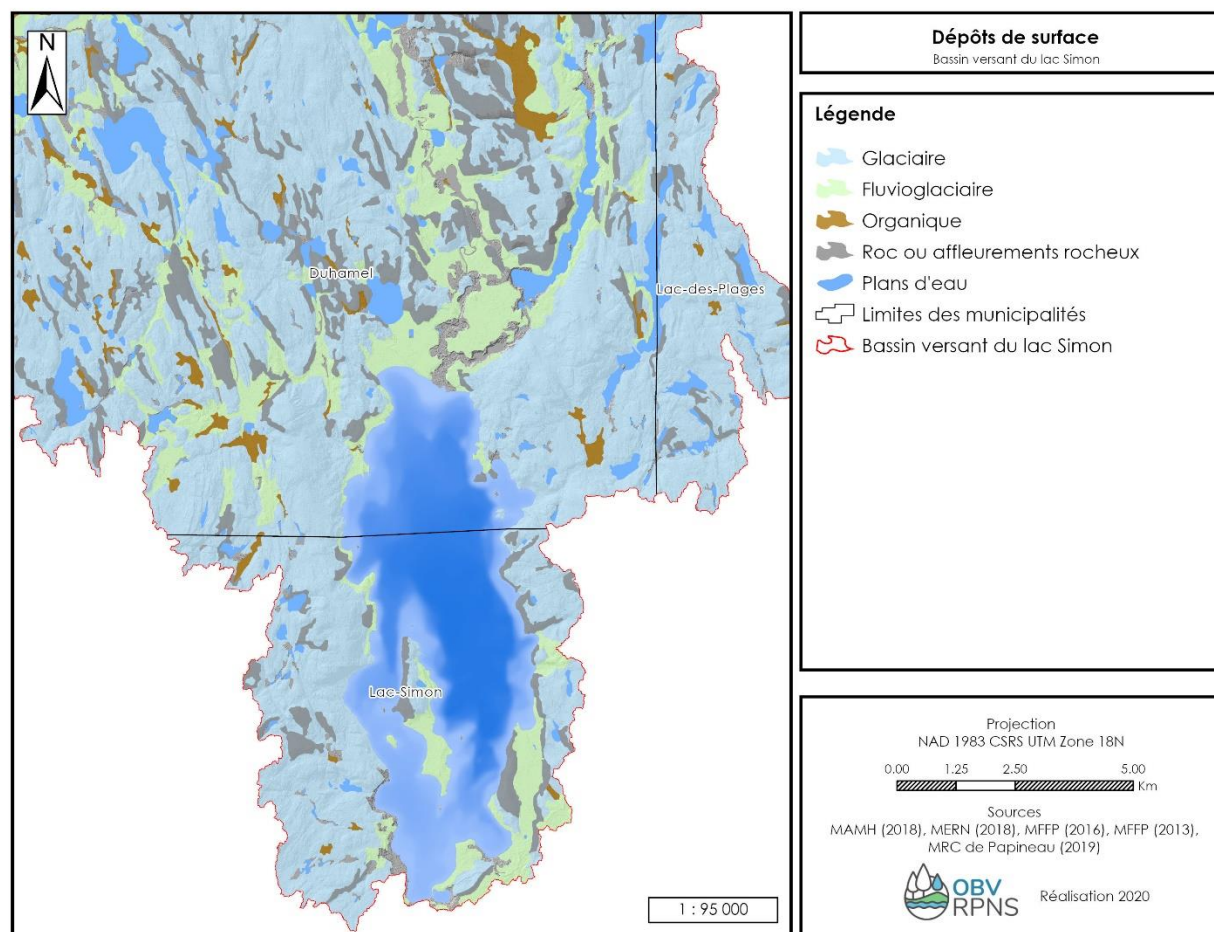 N
Duhamel
Lac-des-Plages
Lac-Simon
1 : 95 000
Dépôts de surface
Bassin versant du lac Simon
Légende
Glaciaire
Fluvioglaciaire
Organique
Roc ou affleurements rocheux
Plans d'eau
Limites des municipalités
Bassin versant du lac Simon
Projection
NAD 1983 CSRS UTM Zone 18N
0.00 1.25 2.50 5.00
Km
Sources
MAMH (2018), MERN (2018), MFFP (2016), MFFP (2013),
MRC de Papineau (2019)
OBV
RPNS
Réalisation 2020